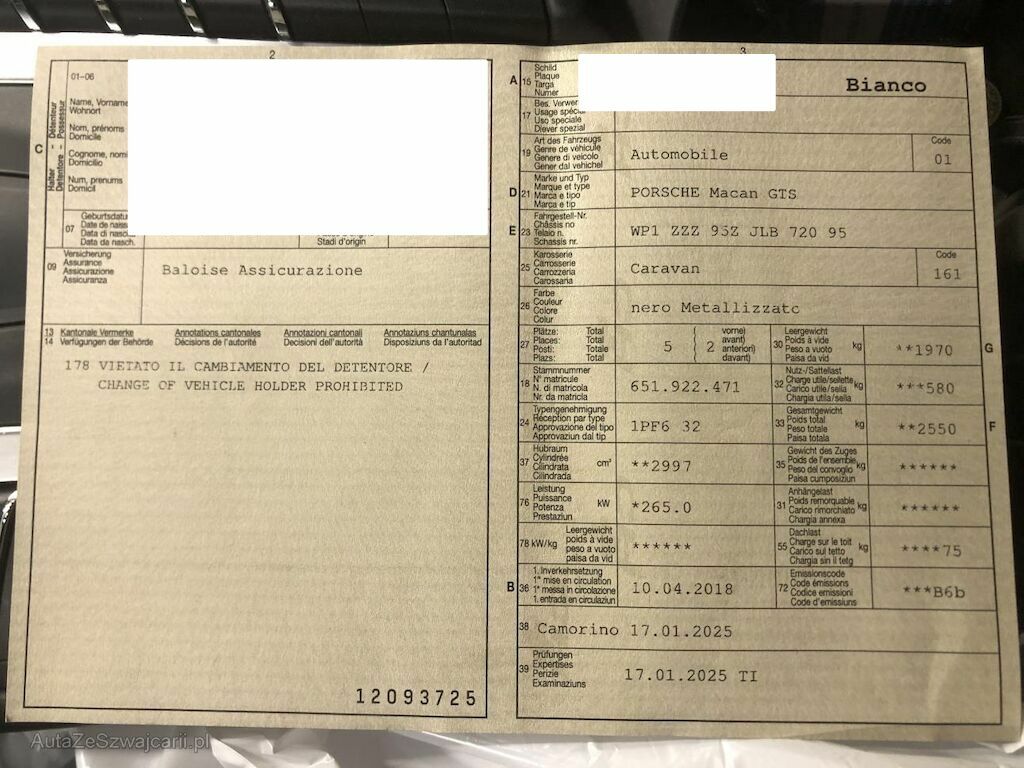 2
01–06
Name, Vorname
Wohnort
Nom, prénoms
Domicile
Cognome, nomi
Domicilio
Num, prenums
Domicil
C
Halter - Détenteur
Detentore - Possessur
07
Geburtsdatu
Date de naiss
Data di nasc
Data da nasch.
Stadi d'origin
09
Versicherung
Assurance
Assicurazione
Assicuranza
Baloise Assicurazione
13 Kantonale Vermerke Annotations cantonales Annotazioni cantonali Annotaziuns chantunalas
14 Verfügungen der Behörde Décisions de l'autorité Decisioni dell'autorità Disposiziuns da l'autoritad
178 VIETATO IL CAMBIAMENTO DEL DETENTORE /
CHANGE OF VEHICLE HOLDER PROHIBITED
12093725
3
A 15
Schild
Plaque
Targa
Numer
Bianco
17
Bes. Verwer
Usage spécial
Uso speciale
Diever spezial
19
Art des Fahrzeugs
Genre de véhicule
Genere di veicolo
Gener dal vehichel
Automobile
Code
01
D 21
Marke und Typ
Marque et type
Marca e tipo
Marca e tip
PORSCHE Macan GTS
E 23
Fahrgestell-Nr.
Châssis no
Telaio n.
Schassis nr.
WP1 ZZZ 95Z JLB 720 95
25
Karosserie
Carrosserie
Carrozzeria
Carossaria
Caravan
Code
161
26
Farbe
Couleur
Colore
Colur
nero Metallizzato
27
Plätze: Total
Places: Total
Posti: Totale
Plazs: Total
5 ( 2
vorne)
avant)
anteriori)
davant)
30
Leergewicht
Poids à vide
Peso a vuoto
Paisa da vid
kg
**1970
G
18
Stammnummer
N° matricule
N. di matricola
Nr. da matricla
651.922.471
32
Nutz-/Sattellast
Charge utile/sellette
Carico utile/sella
Chargia utila/sella
kg
***580
24
Typengenehmigung
Réception par type
Approvazione del tipo
Approvaziun dal tip
1PF6 32
33
Gesamtgewicht
Poids total
Peso totale
Paisa totala
kg
**2550
F
37
Hubraum
Cylindrée
Cilindrata
Cilindrada
cm³
**2997
35
Gewicht des Zuges
Poids de l'ensemble
Peso del convoglio
Paisa cumposiziun
kg
******
76
Leistung
Puissance
Potenza
Prestaziun
kW
*265.0
31
Anhängelast
Poids remorquable
Carico rimorchiato
Chargia annexa
kg
******
78 kW/kg
Leergewicht
poids à vide
peso a vuoto
paisa da vid
******
55
Dachlast
Charge sur le toit
Carico sul tetto
Chargia sin il tetg
kg
****75
B 36
1. Inverkehrsetzung
1re mise en circulation
1a messa in circolazione
1. entrada en circulaziun
10.04.2018
72
Emissionscode
Code émissions
Codice emissioni
Code d'emissiuns
***B6b
38
Camorino 17.01.2025
39
Prüfungen
Expertises
Perizie
Examinaziuns
17.01.2025 TI
AutaZeSzwajcarii.pl